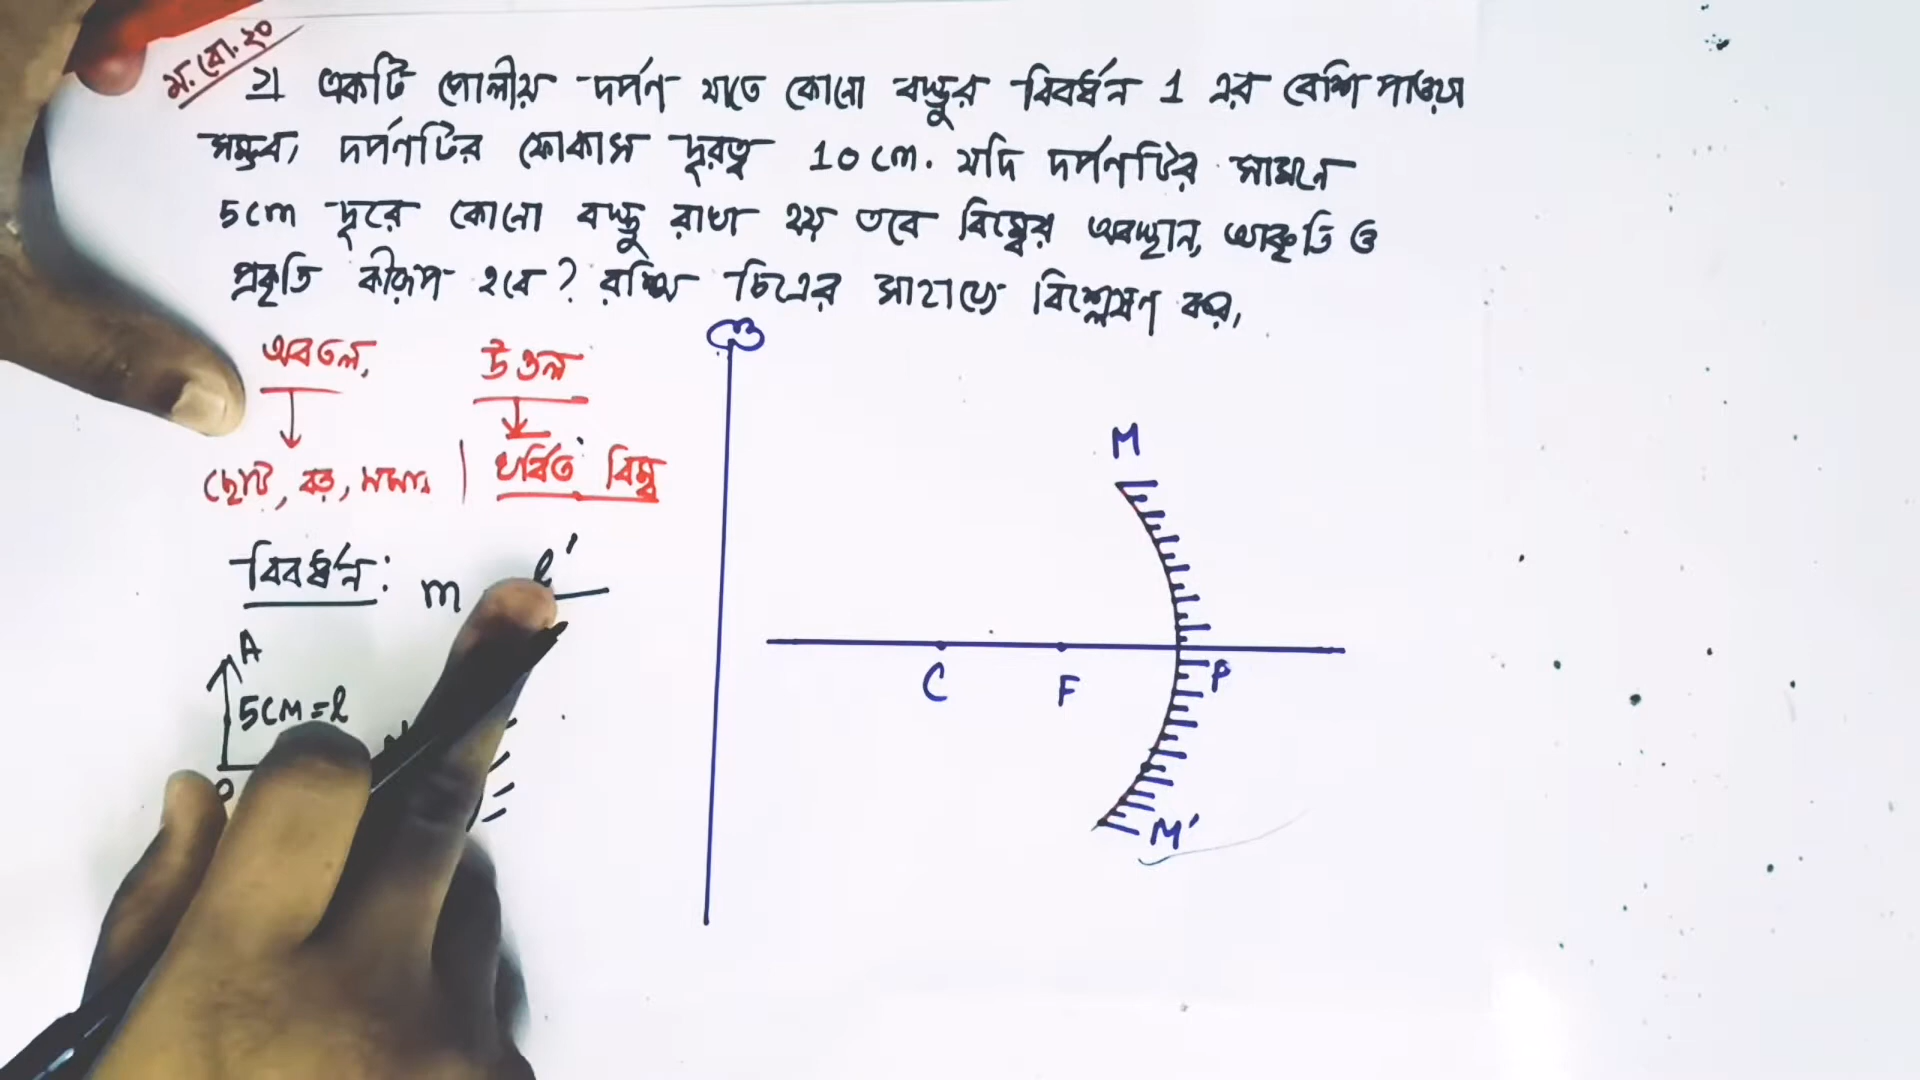 ম. বো. ২০
২। একটি গোলীয় দর্পণ যাতে কোনো বস্তুর বিবর্ধন 1 এর বেশি পাওয়া
সম্ভব, দর্পণটির ফোকাস দূরত্ব 10 cm. যদি দর্পণটির সামনে
5cm দূরে কোনো বস্তু রাখা হয় তবে বিম্বের অবস্থান, আকৃতি ও
প্রকৃতি কীরূপ হবে? রশ্মি চিত্রের সাহায্যে বিশ্লেষণ কর,
অবতল, উত্তল
ছোট, বড়, সমান | খর্বিত বিম্ব
বিবর্ধন: m l'
A
5cm = l
O
M
C F P
M'